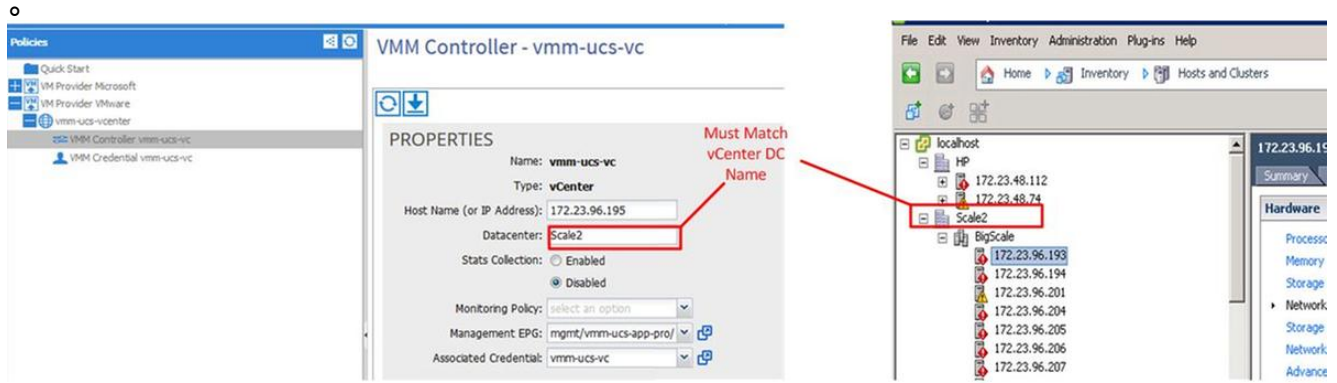 Policies
Quick Start
VM Provider Microsoft
VM Provider VMware
vmm-ucs-vcenter
VMM Controller vmm-ucs-vc
VMM Credential vmm-ucs-vc
VMM Controller - vmm-ucs-vc
PROPERTIES
Name: vmm-ucs-vc
Type: vCenter
Host Name (or IP Address): 172.23.96.195
Datacenter: Scale2
Stats Collection: Enabled
Disabled
Monitoring Policy: select an option
Management EPG: mgmt/vmm-ucs-app-pro/
Associated Credential: vmm-ucs-vc
Must Match
vCenter DC
Name
File Edit View Inventory Administration Plug-ins Help
Home Inventory Hosts and Clusters
localhost
HP
172.23.48.112
172.23.48.74
Scale2
BigScale
172.23.96.193
172.23.96.194
172.23.96.201
172.23.96.204
172.23.96.205
172.23.96.206
172.23.96.207
172.23.96.19
Summary
Hardware
Processo
Memory
Storage
Network
Storage
Network
Advance